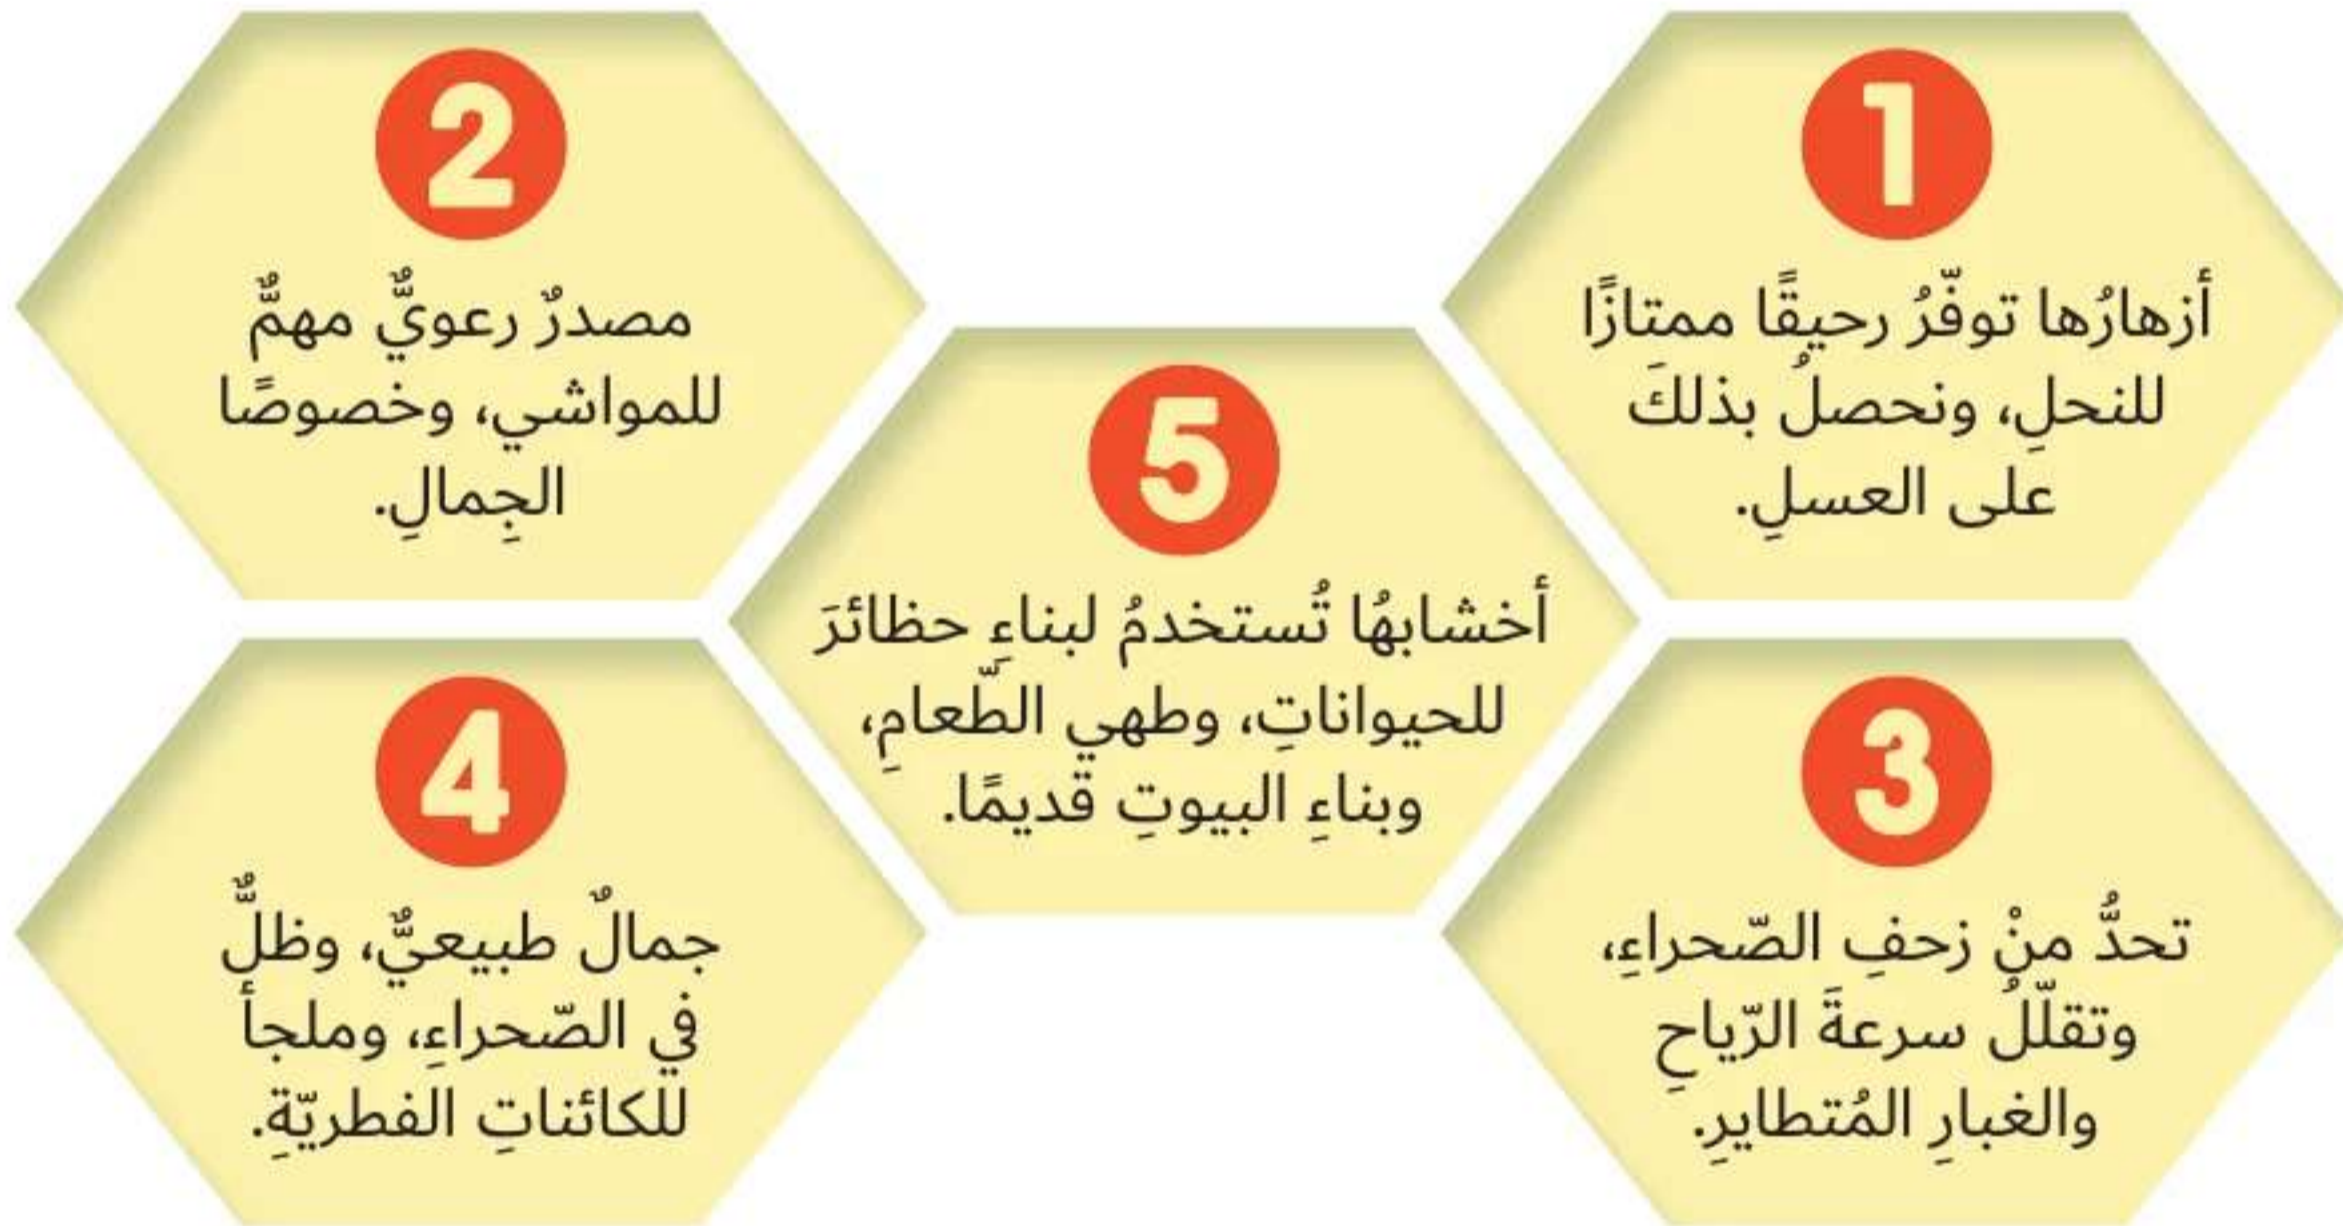 1
أزهارُها توفّرُ رحيقًا ممتازًا
للنحلِ، ونحصلُ بذلكَ
على العسلِ.
2
مصدرٌ رعويٌّ مهمٌّ
للمواشي، وخصوصًا
الجِمالِ.
3
تحدُّ منْ زحفِ الصّحراءِ،
وتقلّلُ سرعةَ الرّياحِ
والغبارِ المُتطايرِ.
4
جمالٌ طبيعيٌّ، وظلٌّ
في الصّحراءِ، وملجأ
للكائناتِ الفطريّةِ.
5
أخشابهُا تُستخدمُ لبناءِ حظائرَ
للحيواناتِ، وطهي الطّعامِ،
وبناءِ البيوتِ قديمًا.